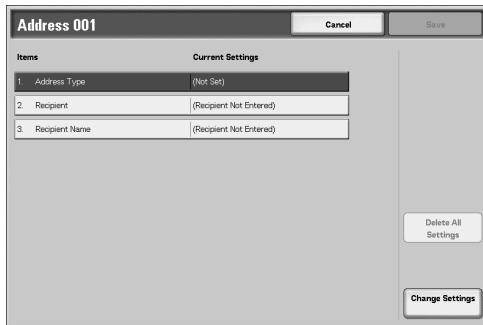 Address 001
Cancel
Save
Items Current Settings
1. Address Type (Not Set)
2. Recipient (Recipient Not Entered)
3. Recipient Name (Recipient Not Entered)
Delete All
Settings
Change Settings